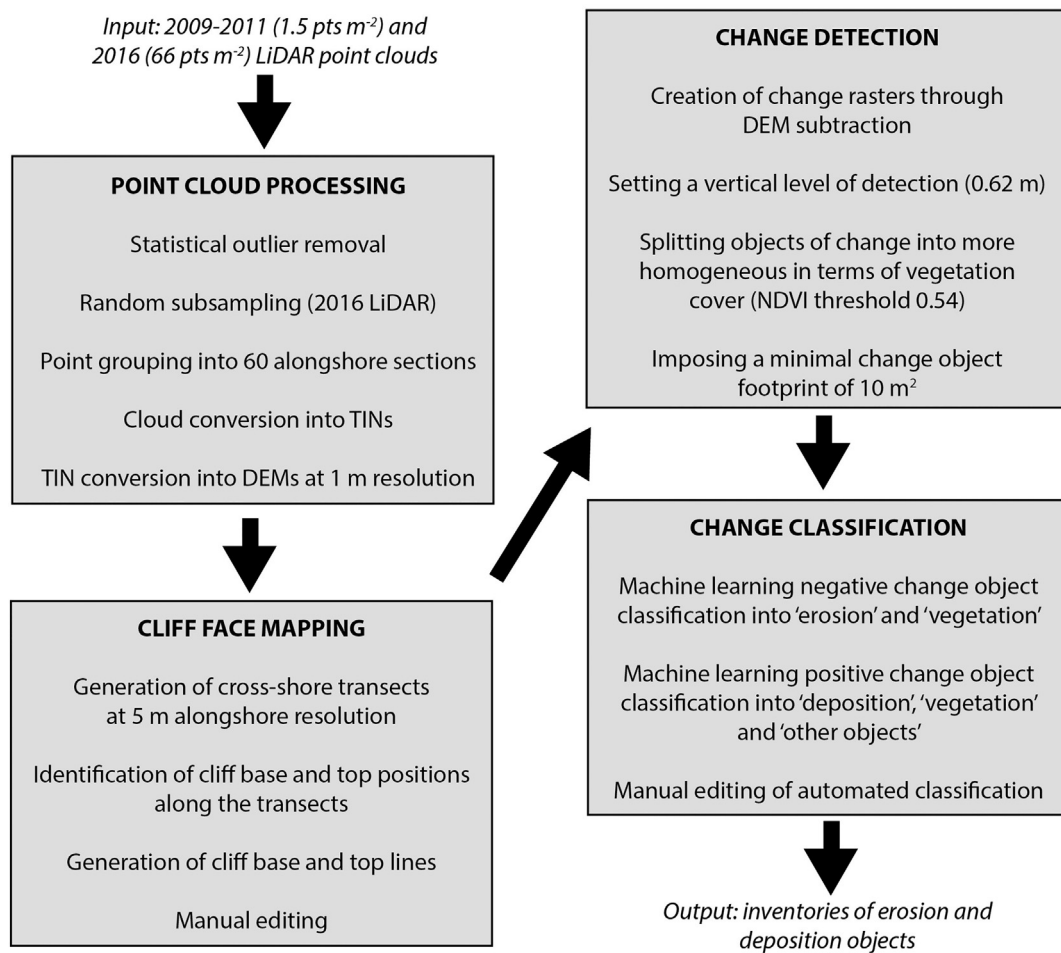 Input: 2009-2011 (1.5 pts m⁻²) and
2016 (66 pts m⁻²) LiDAR point clouds
POINT CLOUD PROCESSING
Statistical outlier removal
Random subsampling (2016 LiDAR)
Point grouping into 60 alongshore sections
Cloud conversion into TINs
TIN conversion into DEMs at 1 m resolution
CLIFF FACE MAPPING
Generation of cross-shore transects
at 5 m alongshore resolution
Identification of cliff base and top positions
along the transects
Generation of cliff base and top lines
Manual editing
CHANGE DETECTION
Creation of change rasters through
DEM subtraction
Setting a vertical level of detection (0.62 m)
Splitting objects of change into more
homogeneous in terms of vegetation
cover (NDVI threshold 0.54)
Imposing a minimal change object
footprint of 10 m²
CHANGE CLASSIFICATION
Machine learning negative change object
classification into ‘erosion’ and ‘vegetation’
Machine learning positive change object
classification into ‘deposition’, ‘vegetation’
and ‘other objects’
Manual editing of automated classification
Output: inventories of erosion and
deposition objects